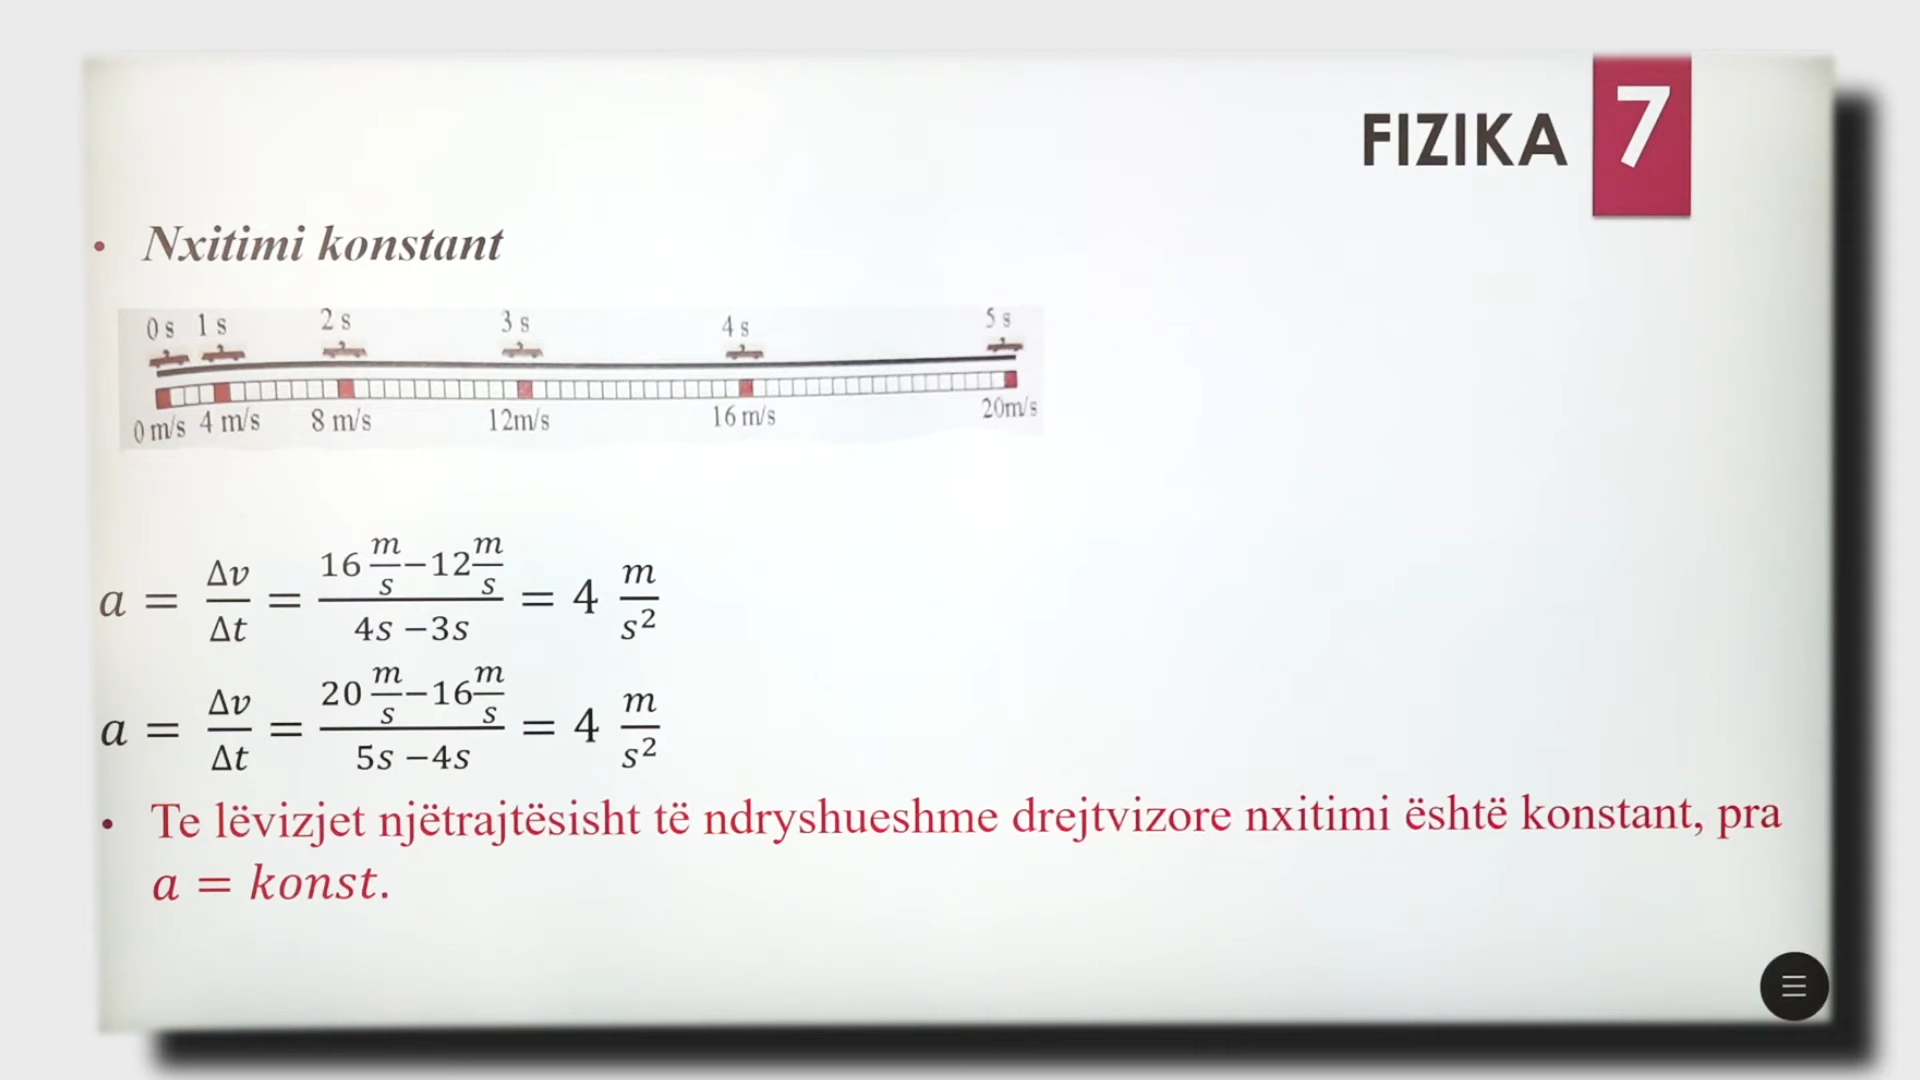 FIZIKA 7
• Nxitimi konstant
0 s 1 s 2 s 3 s 4 s 5 s
0 m/s 4 m/s 8 m/s 12m/s 16 m/s 20m/s
a = Δv/Δt = (16 m/s − 12 m/s)/(4s − 3s) = 4 m/s²
a = Δv/Δt = (20 m/s − 16 m/s)/(5s − 4s) = 4 m/s²
• Te lëvizjet njëtrajtësisht të ndryshueshme drejtvizore nxitimi është konstant, pra
a = konst.